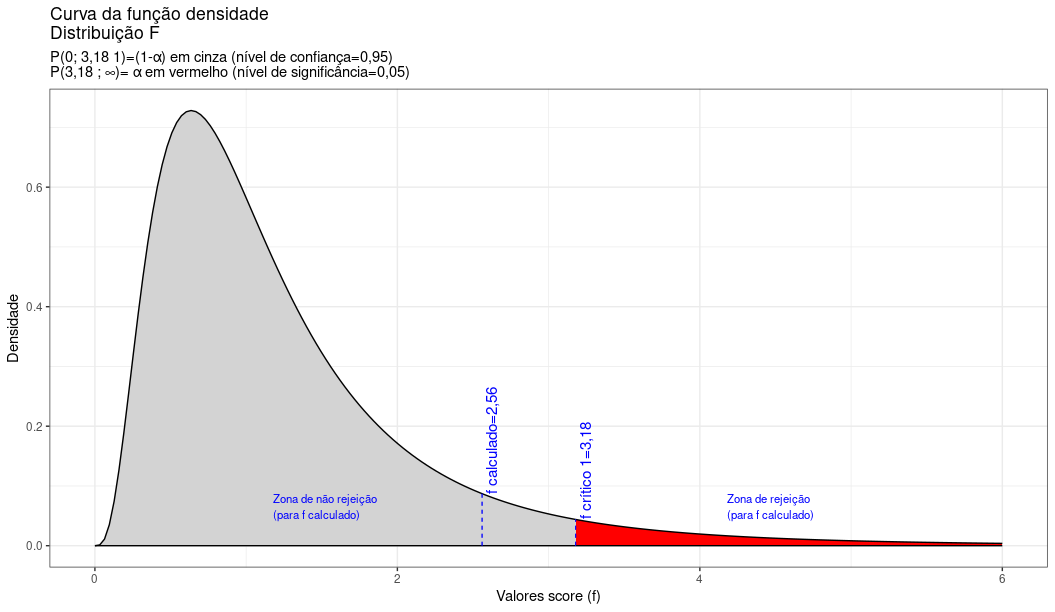 Curva da função densidade
Distribuição F
P(0; 3,18 1)=(1-α) em cinza (nível de confiança=0,95)
P(3,18 ; ∞)= α em vermelho (nível de significância=0,05)
Densidade
0.6
0.4
0.2
0.0
f calculado=2,56
f crítico 1=3,18
Zona de não rejeição
(para f calculado)
Zona de rejeição
(para f calculado)
0
2
4
6
Valores score (f)